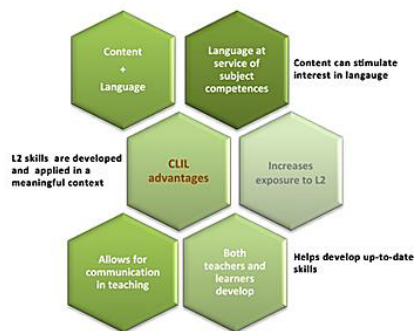 Content
+
Language
Language at
service of
subject
competences
Content can stimulate
interest in langauge
L2 skills are developed
and applied in a
meaningful context
CLIL
advantages
Increases
exposure to L2
Allows for
communication
in teaching
Both
teachers and
learners
develop
Helps develop up-to-date
skills